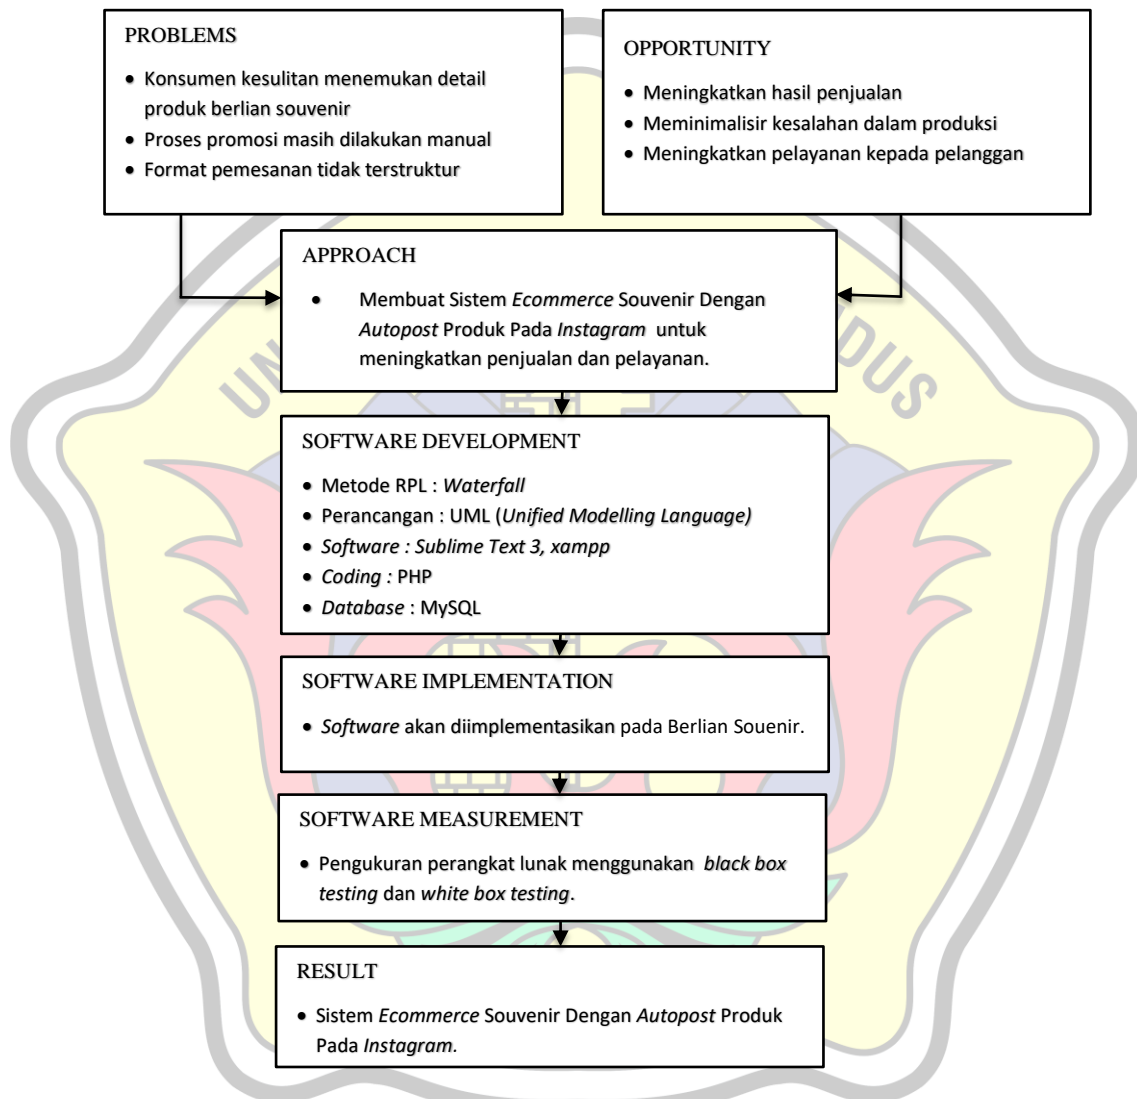 PROBLEMS
• Konsumen kesulitan menemukan detail
produk berlian souvenir
• Proses promosi masih dilakukan manual
• Format pemesanan tidak terstruktur
OPPORTUNITY
• Meningkatkan hasil penjualan
• Meminimalisir kesalahan dalam produksi
• Meningkatkan pelayanan kepada pelanggan
APPROACH
• Membuat Sistem Ecommerce Souvenir Dengan
Autopost Produk Pada Instagram untuk
meningkatkan penjualan dan pelayanan.
SOFTWARE DEVELOPMENT
• Metode RPL : Waterfall
• Perancangan : UML (Unified Modelling Language)
• Software : Sublime Text 3, xampp
• Coding : PHP
• Database : MySQL
SOFTWARE IMPLEMENTATION
• Software akan diimplementasikan pada Berlian Souenir.
SOFTWARE MEASUREMENT
• Pengukuran perangkat lunak menggunakan black box
testing dan white box testing.
RESULT
• Sistem Ecommerce Souvenir Dengan Autopost Produk
Pada Instagram.